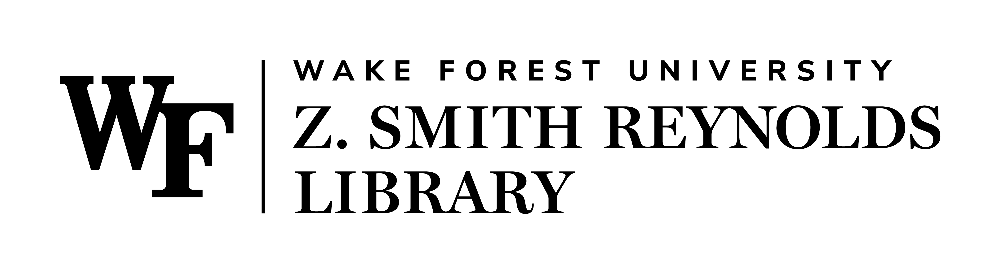 WF
WAKE FOREST UNIVERSITY
Z. SMITH REYNOLDS
LIBRARY